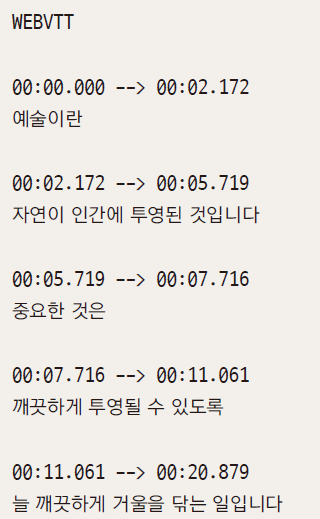 WEBVTT
00:00.000 --> 00:02.172
예술이란
00:02.172 --> 00:05.719
자연이 인간에 투영된 것입니다
00:05.719 --> 00:07.716
중요한 것은
00:07.716 --> 00:11.061
깨끗하게 투영될 수 있도록
00:11.061 --> 00:20.879
늘 깨끗하게 거울을 닦는 일입니다